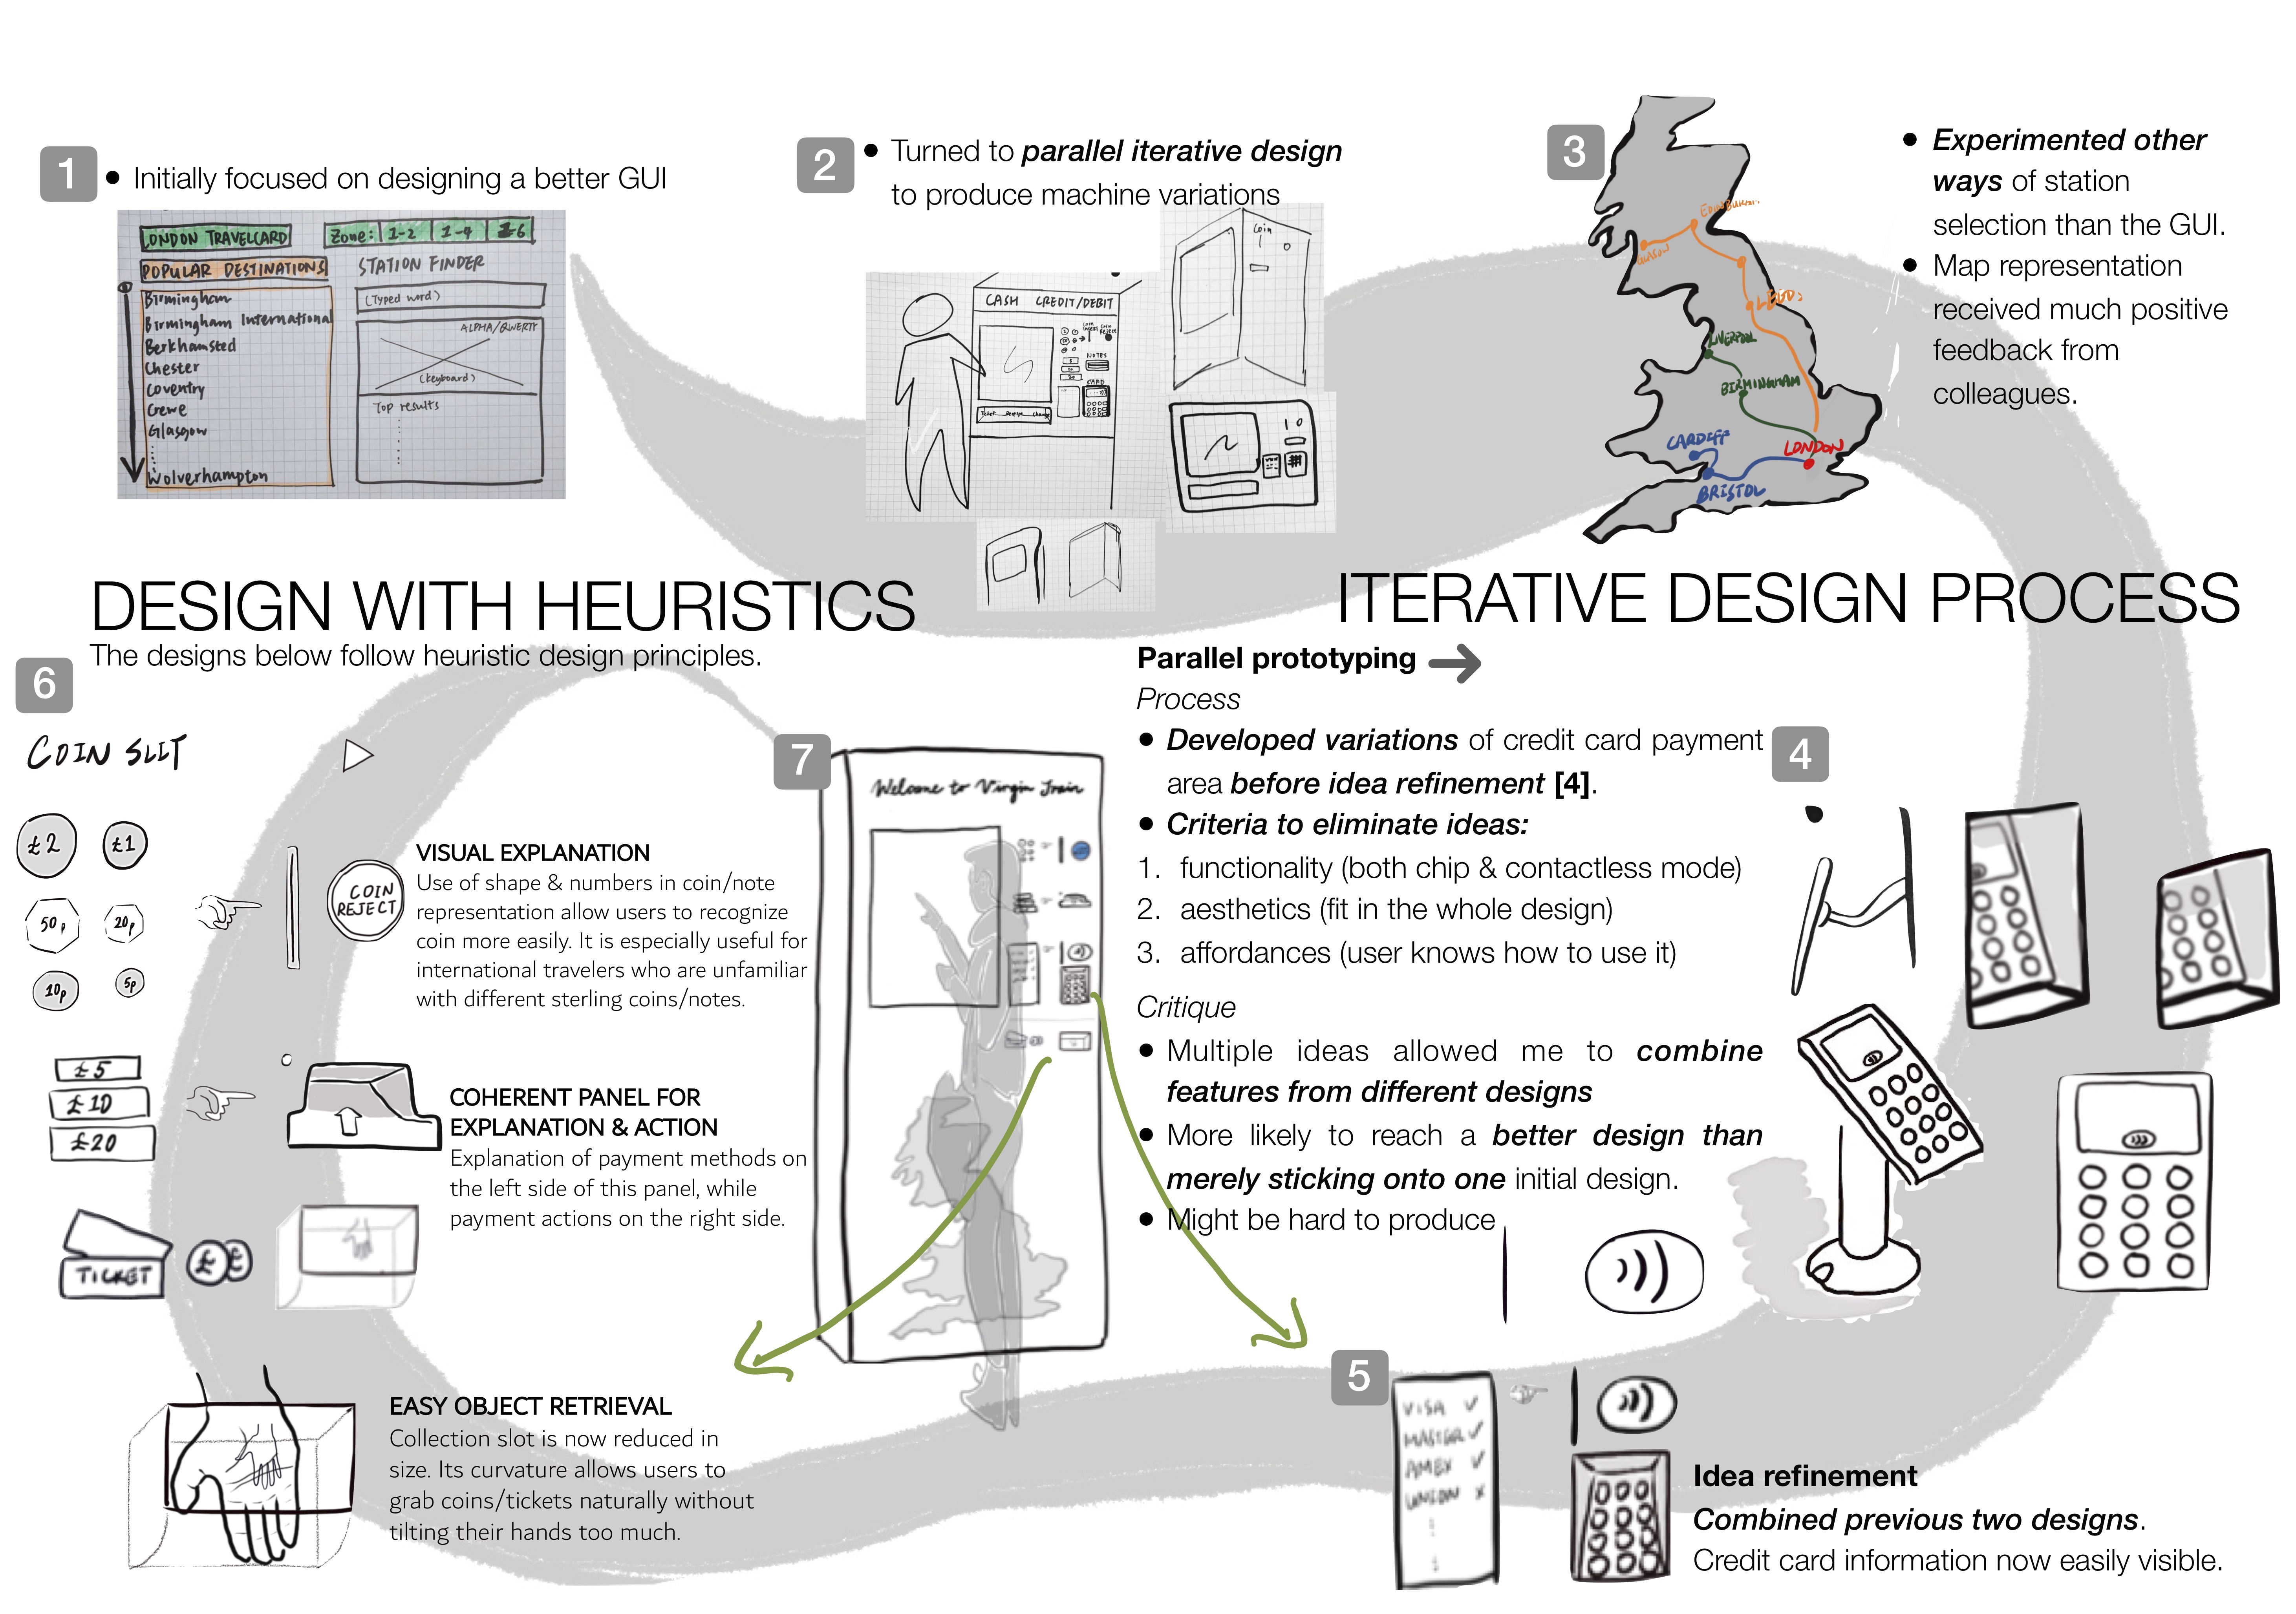 1
• Initially focused on designing a better GUI
LONDON TRAVELCARD
Zone: 1-2 1-4 1-6
POPULAR DESTINATIONS
STATION FINDER
Birmingham
Birmingham International
Berkhamsted
Chester
Coventry
Crewe
Glasgow
Wolverhampton
(Typed word)
ALPHA/QWERTY
(keyboard)
Top results
2
• Turned to parallel iterative design
to produce machine variations
CASH CREDIT/DEBIT
NOTES
CARD
Coin
3
EDINBURGH
GLASGOW
LEEDS
LIVERPOOL
BIRMINGHAM
CARDIFF
LONDON
BRISTOL
• Experimented other
ways of station
selection than the GUI.
• Map representation
received much positive
feedback from
colleagues.
DESIGN WITH HEURISTICS
The designs below follow heuristic design principles.
ITERATIVE DESIGN PROCESS
Parallel prototyping
Process
• Developed variations of credit card payment
area before idea refinement [4].
• Criteria to eliminate ideas:
1. functionality (both chip & contactless mode)
2. aesthetics (fit in the whole design)
3. affordances (user knows how to use it)
Critique
• Multiple ideas allowed me to combine
features from different designs
• More likely to reach a better design than
merely sticking onto one initial design.
• Might be hard to produce
4
5
VISA ✓
MASTER ✓
AMEX ✓
UNION x
Idea refinement
Combined previous two designs.
Credit card information now easily visible.
6
COIN SLIT
£2 £1
50p 20p
10p 5p
COIN
REJECT
VISUAL EXPLANATION
Use of shape & numbers in coin/note
representation allow users to recognize
coin more easily. It is especially useful for
international travelers who are unfamiliar
with different sterling coins/notes.
£5
£10
£20
COHERENT PANEL FOR
EXPLANATION & ACTION
Explanation of payment methods on
the left side of this panel, while
payment actions on the right side.
TICKET
£ £
EASY OBJECT RETRIEVAL
Collection slot is now reduced in
size. Its curvature allows users to
grab coins/tickets naturally without
tilting their hands too much.
7
Welcome to Virgin Train